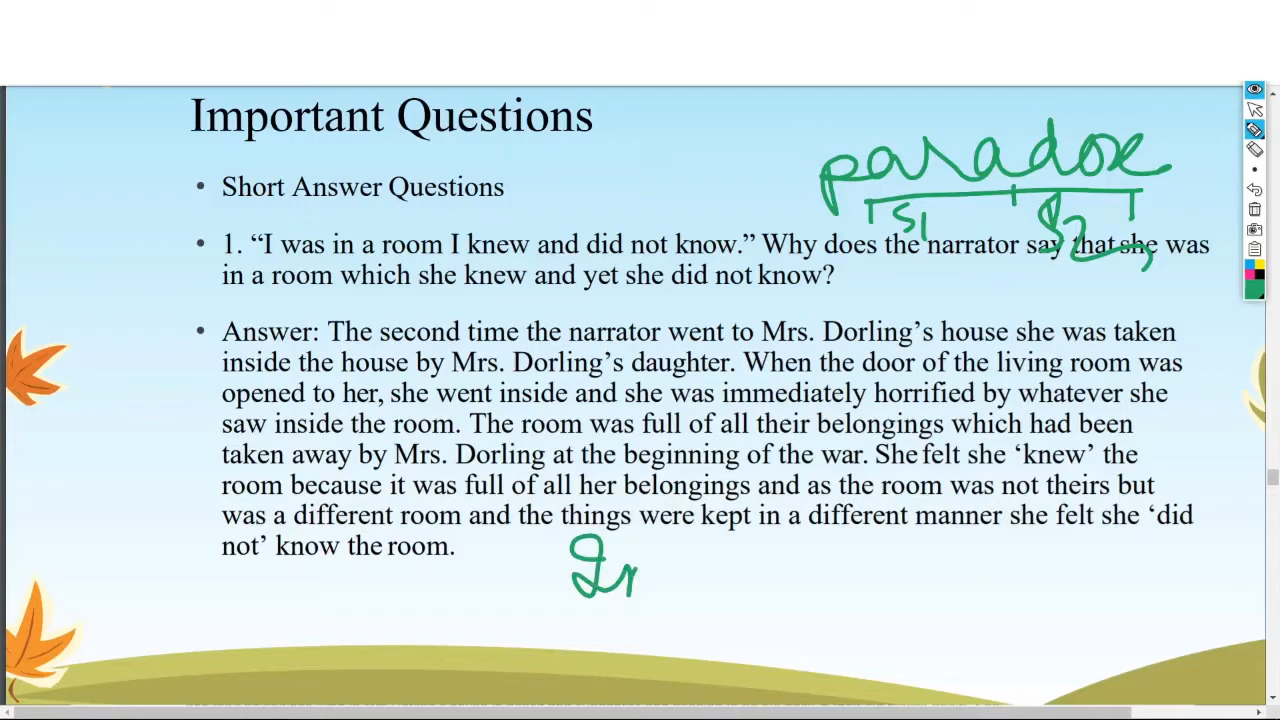 Important Questions
paradox
S1 S2
• Short Answer Questions
• 1. “I was in a room I knew and did not know.” Why does the narrator say that she was
in a room which she knew and yet she did not know?
• Answer: The second time the narrator went to Mrs. Dorling’s house she was taken
inside the house by Mrs. Dorling’s daughter. When the door of the living room was
opened to her, she went inside and she was immediately horrified by whatever she
saw inside the room. The room was full of all their belongings which had been
taken away by Mrs. Dorling at the beginning of the war. She felt she ‘knew’ the
room because it was full of all her belongings and as the room was not theirs but
was a different room and the things were kept in a different manner she felt she ‘did
not’ know the room.